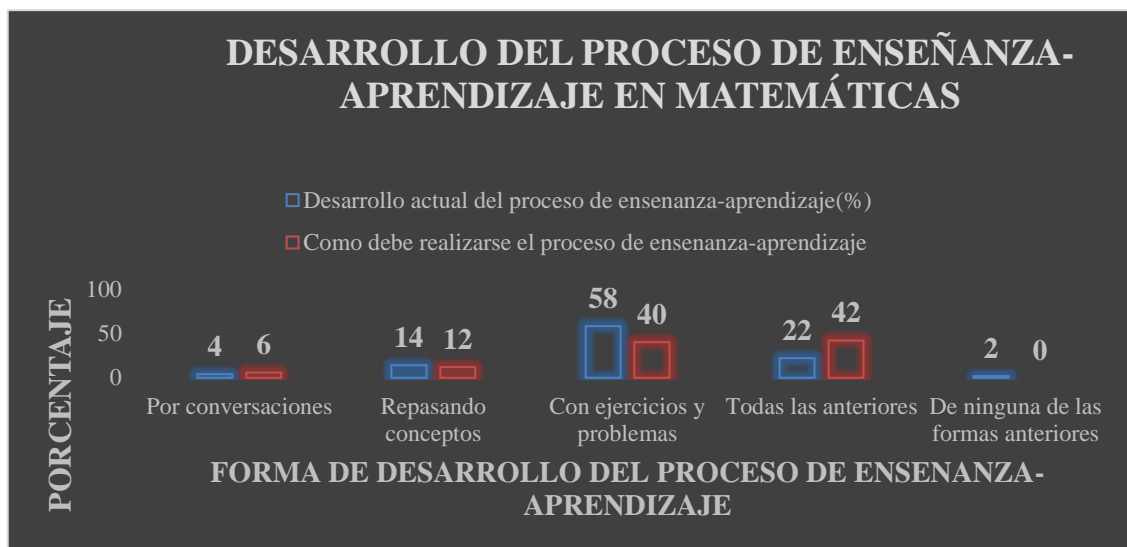 DESARROLLO DEL PROCESO DE ENSEÑANZA-
APRENDIZAJE EN MATEMÁTICAS
Desarrollo actual del proceso de ensenanza-aprendizaje(%)
Como debe realizarse el proceso de ensenanza-aprendizaje
PORCENTAJE
100
50
0
4 6
14 12
58 40
22 42
2 0
Por conversaciones
Repasando
conceptos
Con ejercicios y
problemas
Todas las anteriores
De ninguna de las
formas anteriores
FORMA DE DESARROLLO DEL PROCESO DE ENSENANZA-
APRENDIZAJE